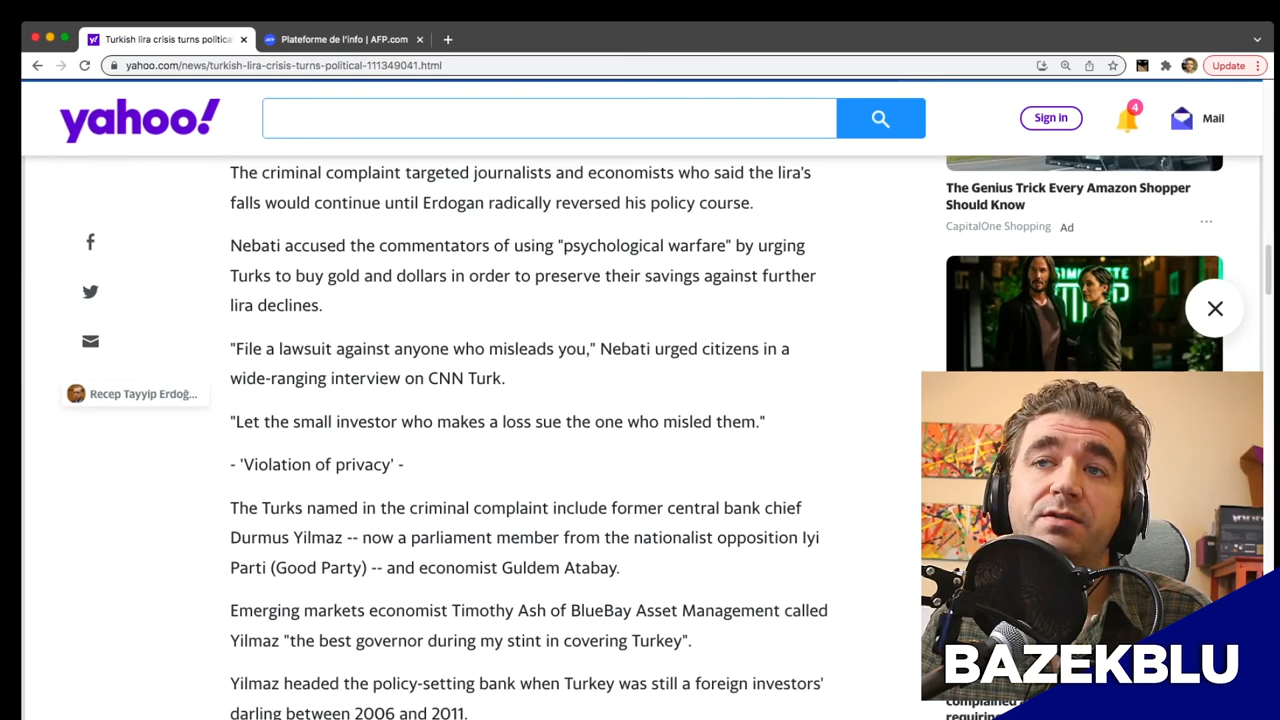 Turkish lira crisis turns politica
Plateforme de l'info | AFP.com
yahoo.com/news/turkish-lira-crisis-turns-political-111349041.html
Update
yahoo!
Sign in
4
Mail
The criminal complaint targeted journalists and economists who said the lira's
falls would continue until Erdogan radically reversed his policy course.
Nebati accused the commentators of using "psychological warfare" by urging
Turks to buy gold and dollars in order to preserve their savings against further
lira declines.
"File a lawsuit against anyone who misleads you," Nebati urged citizens in a
wide-ranging interview on CNN Turk.
"Let the small investor who makes a loss sue the one who misled them."
- 'Violation of privacy' -
The Turks named in the criminal complaint include former central bank chief
Durmus Yilmaz -- now a parliament member from the nationalist opposition Iyi
Parti (Good Party) -- and economist Guldem Atabay.
Emerging markets economist Timothy Ash of BlueBay Asset Management called
Yilmaz "the best governor during my stint in covering Turkey".
Yilmaz headed the policy-setting bank when Turkey was still a foreign investors'
darling between 2006 and 2011.
Recep Tayyip Erdoğ...
The Genius Trick Every Amazon Shopper
Should Know
CapitalOne Shopping Ad
BAZEKBLU